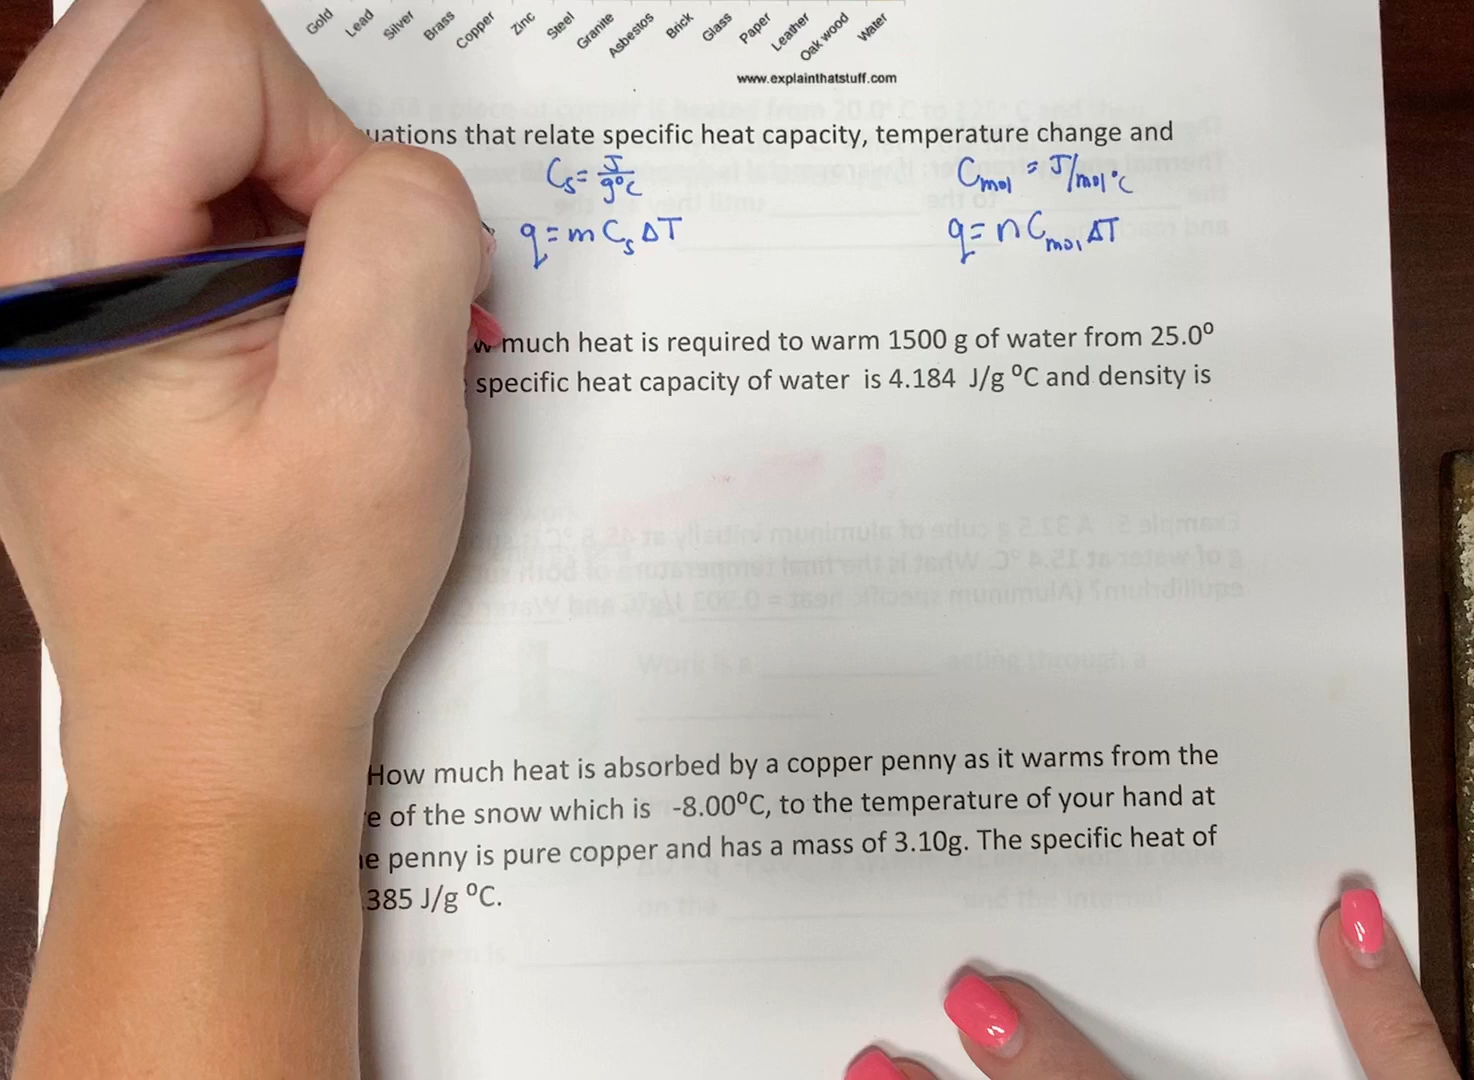 Gold Lead Silver Brass Copper Zinc Steel Granite Asbestos Brick Glass Paper Leather Oak wood Water
www.explainthatstuff.com
uations that relate specific heat capacity, temperature change and
Cs = J/g°C Cmol = J/mol°C
q = m Cs ΔT q = n Cmol ΔT
w much heat is required to warm 1500 g of water from 25.0⁰
specific heat capacity of water is 4.184 J/g ⁰C and density is
How much heat is absorbed by a copper penny as it warms from the
e of the snow which is -8.00⁰C, to the temperature of your hand at
e penny is pure copper and has a mass of 3.10g. The specific heat of
385 J/g ⁰C.